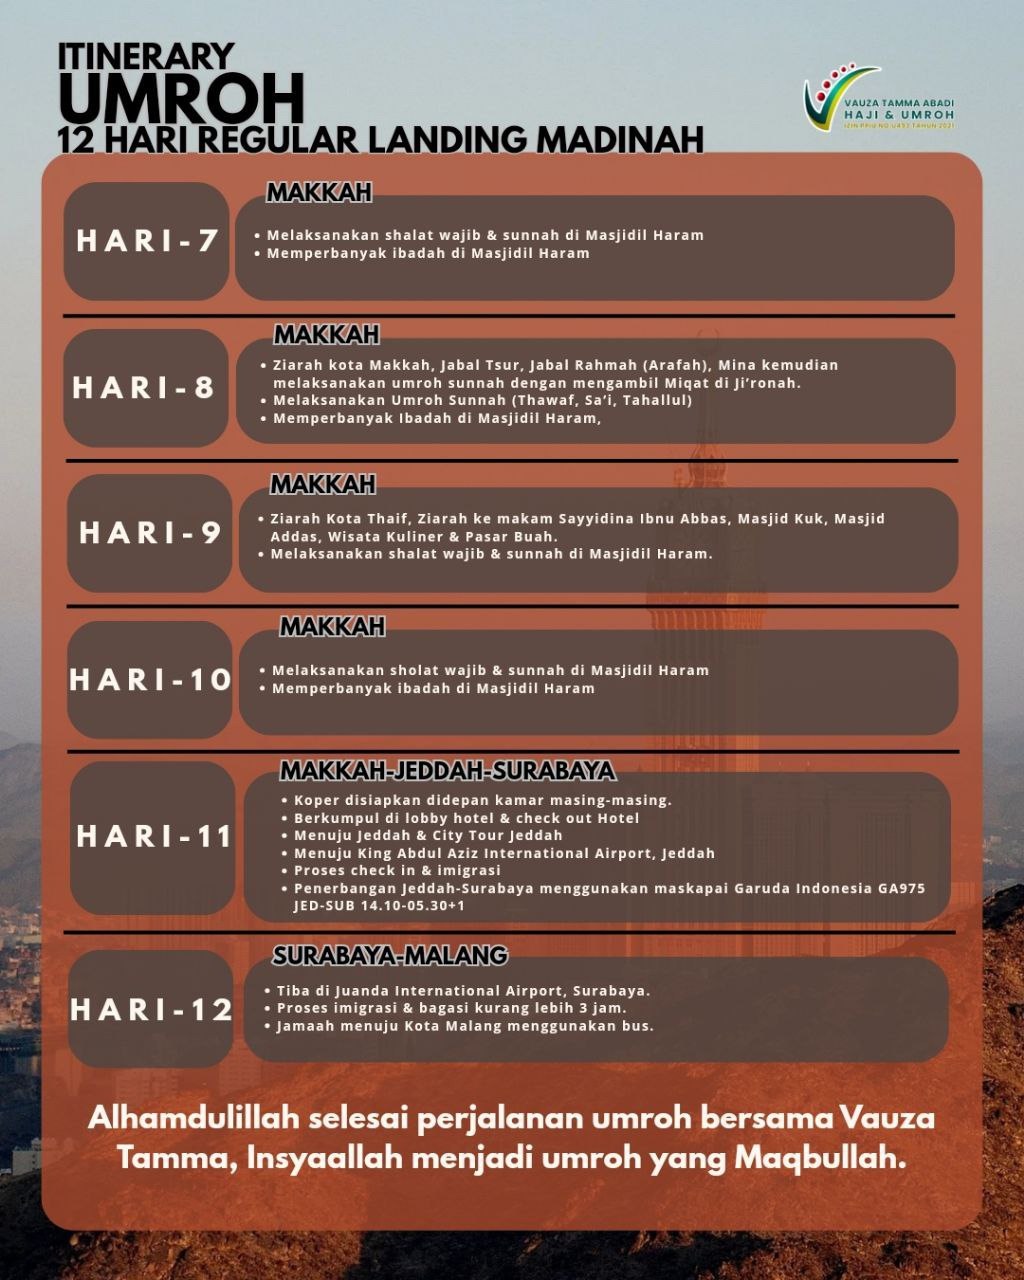 ITINERARY
UMROH
12 HARI REGULAR LANDING MADINAH
VAUZA TAMMA ABADI
HAJI & UMROH
IZIN PPIU NO U453 TAHUN 2021
HARI-7
MAKKAH
• Melaksanakan shalat wajib & sunnah di Masjidil Haram
• Memperbanyak ibadah di Masjidil Haram
HARI-8
MAKKAH
• Ziarah kota Makkah, Jabal Tsur, Jabal Rahmah (Arafah), Mina kemudian
melaksanakan umroh sunnah dengan mengambil Miqat di Ji’ronah.
• Melaksanakan Umroh Sunnah (Thawaf, Sa’i, Tahallul)
• Memperbanyak Ibadah di Masjidil Haram,
HARI-9
MAKKAH
• Ziarah Kota Thaif, Ziarah ke makam Sayyidina Ibnu Abbas, Masjid Kuk, Masjid
Addas, Wisata Kuliner & Pasar Buah.
• Melaksanakan shalat wajib & sunnah di Masjidil Haram.
HARI-10
MAKKAH
• Melaksanakan sholat wajib & sunnah di Masjidil Haram
• Memperbanyak ibadah di Masjidil Haram
HARI-11
MAKKAH-JEDDAH-SURABAYA
• Koper disiapkan didepan kamar masing-masing.
• Berkumpul di lobby hotel & check out Hotel
• Menuju Jeddah & City Tour Jeddah
• Menuju King Abdul Aziz International Airport, Jeddah
• Proses check in & imigrasi
• Penerbangan Jeddah-Surabaya menggunakan maskapai Garuda Indonesia GA975
JED-SUB 14.10-05.30+1
HARI-12
SURABAYA-MALANG
• Tiba di Juanda International Airport, Surabaya.
• Proses imigrasi & bagasi kurang lebih 3 jam.
• Jamaah menuju Kota Malang menggunakan bus.
Alhamdulillah selesai perjalanan umroh bersama Vauza
Tamma, Insyaallah menjadi umroh yang Maqbullah.